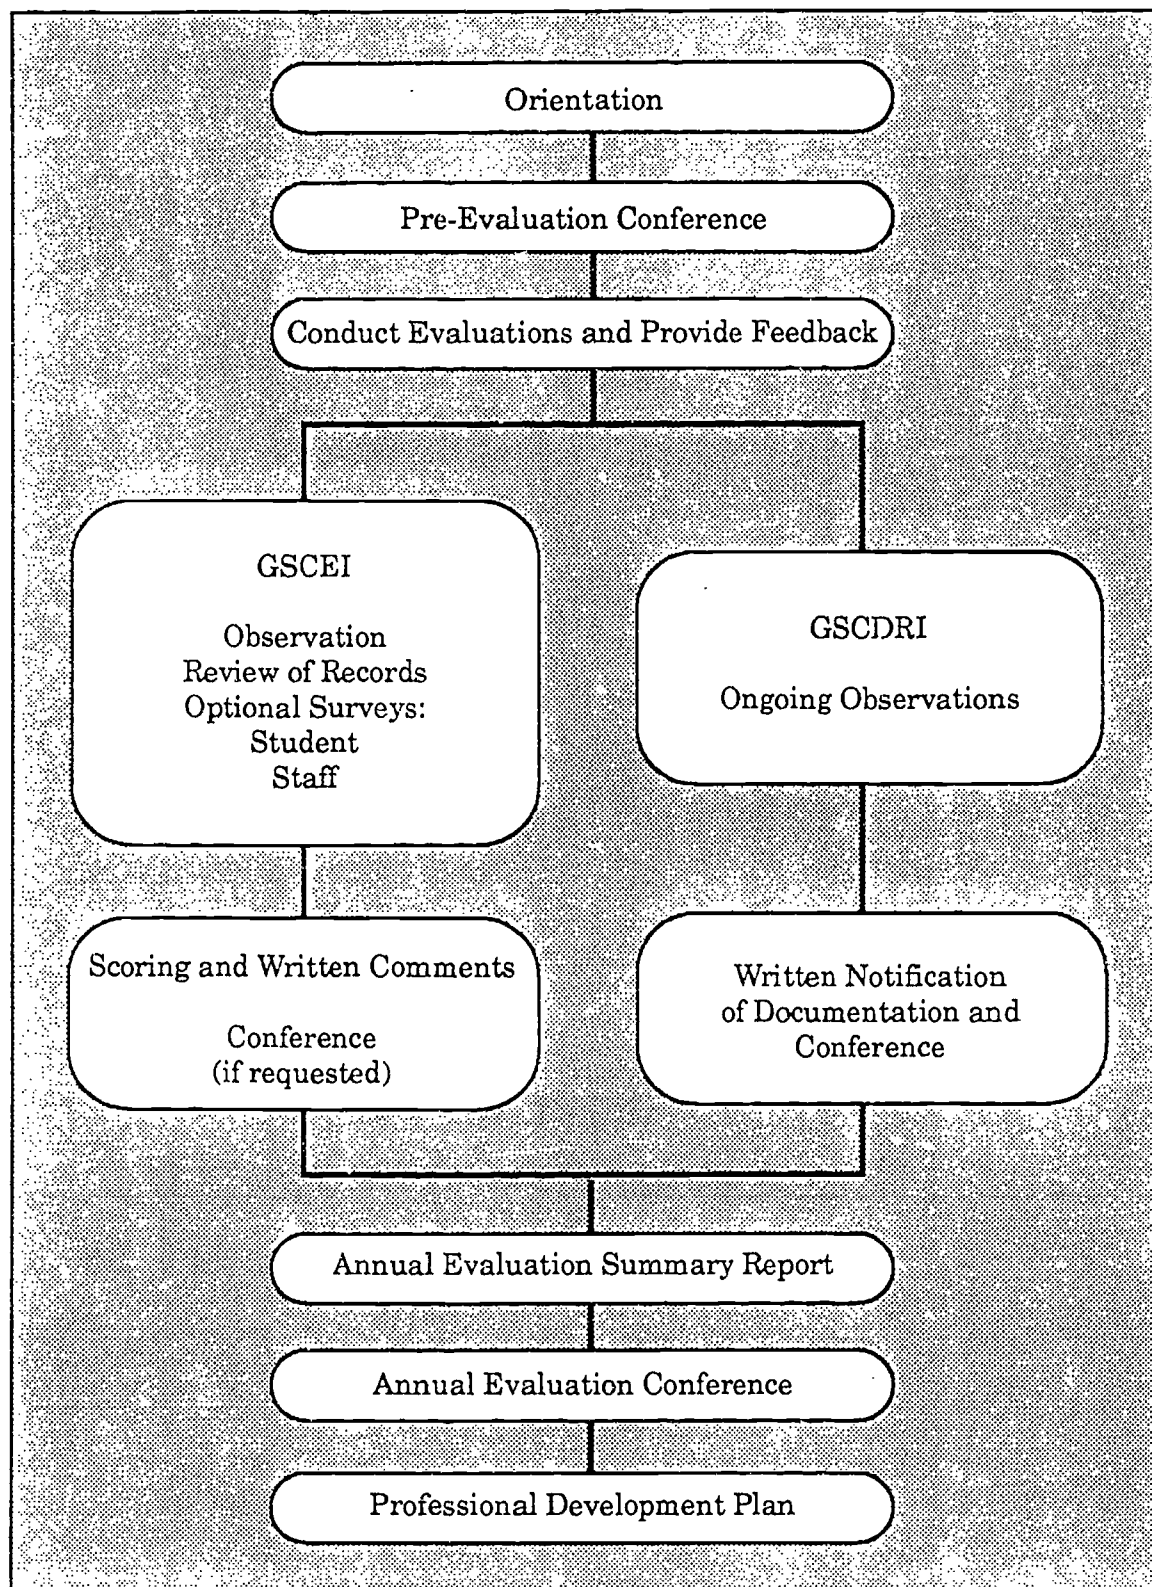 Orientation
Pre-Evaluation Conference
Conduct Evaluations and Provide Feedback
GSCEI
Observation
Review of Records
Optional Surveys:
Student
Staff
GSCDRI
Ongoing Observations
Scoring and Written Comments
Conference
(if requested)
Written Notification
of Documentation and
Conference
Annual Evaluation Summary Report
Annual Evaluation Conference
Professional Development Plan